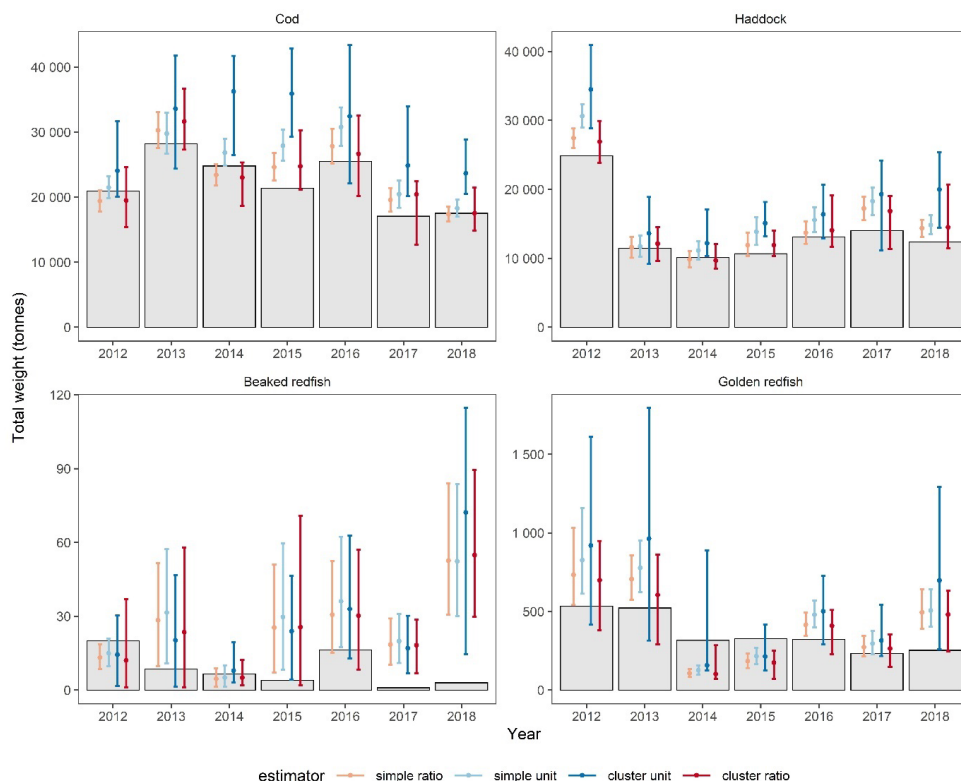 Cod
Haddock
40 000
30 000
20 000
10 000
0
40 000
30 000
20 000
10 000
0
2012 2013 2014 2015 2016 2017 2018
2012 2013 2014 2015 2016 2017 2018
Total weight (tonnes)
Beaked redfish
Golden redfish
120
90
60
30
0
1 500
1 000
500
0
2012 2013 2014 2015 2016 2017 2018
2012 2013 2014 2015 2016 2017 2018
Year
estimator simple ratio simple unit cluster unit cluster ratio